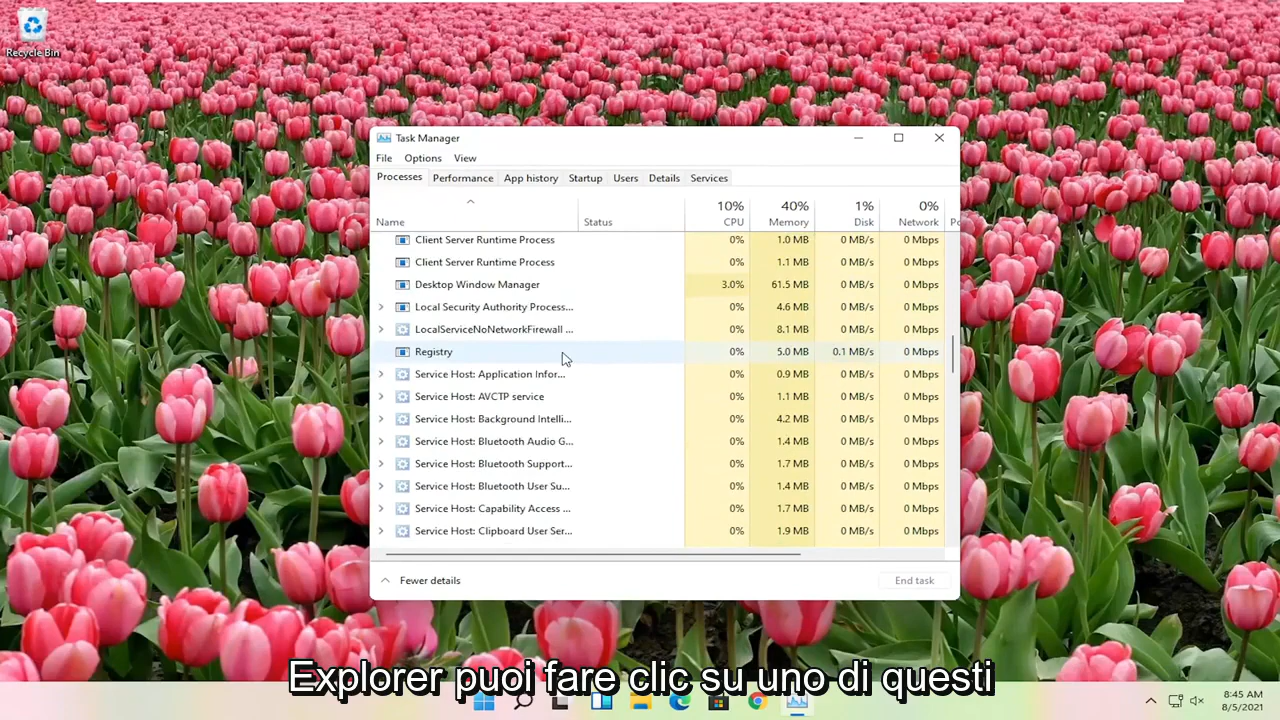 Recycle Bin
Task Manager
File Options View
Processes Performance App history Startup Users Details Services
10% 40% 1% 0%
Name Status CPU Memory Disk Network Po
Client Server Runtime Process 0% 1.0 MB 0 MB/s 0 Mbps
Client Server Runtime Process 0% 1.1 MB 0 MB/s 0 Mbps
Desktop Window Manager 3.0% 61.5 MB 0 MB/s 0 Mbps
Local Security Authority Process... 0% 4.6 MB 0 MB/s 0 Mbps
LocalServiceNoNetworkFirewall ... 0% 8.1 MB 0 MB/s 0 Mbps
Registry 0% 5.0 MB 0.1 MB/s 0 Mbps
Service Host: Application Infor... 0% 0.9 MB 0 MB/s 0 Mbps
Service Host: AVCTP service 0% 1.1 MB 0 MB/s 0 Mbps
Service Host: Background Intelli... 0% 4.2 MB 0 MB/s 0 Mbps
Service Host: Bluetooth Audio G... 0% 1.4 MB 0 MB/s 0 Mbps
Service Host: Bluetooth Support... 0% 1.7 MB 0 MB/s 0 Mbps
Service Host: Bluetooth User Su... 0% 1.4 MB 0 MB/s 0 Mbps
Service Host: Capability Access ... 0% 1.7 MB 0 MB/s 0 Mbps
Service Host: Clipboard User Ser... 0% 1.9 MB 0 MB/s 0 Mbps
Fewer details End task
Explorer puoi fare clic su uno di questi
8:45 AM
8/5/2021